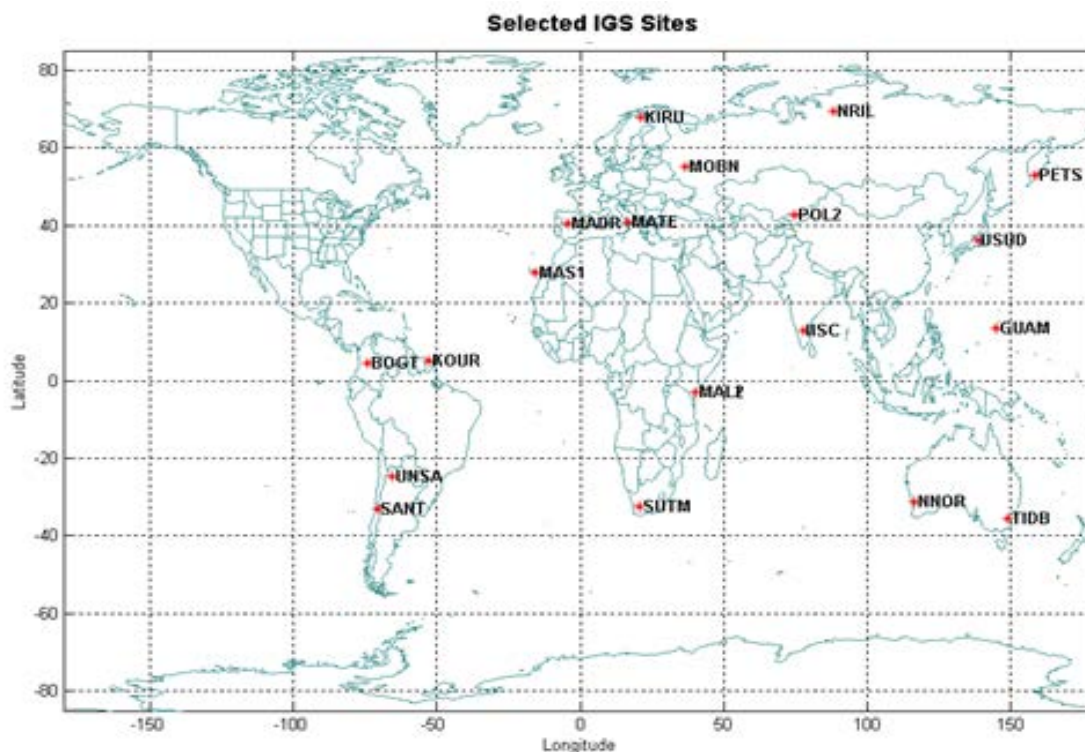 Selected IGS Sites
80
60
40
20
0
-20
-40
-60
-80
Latitude
KIRU
NRIL
MOBN
PETS
MADR
MATE
POL2
USUD
MAS1
IISC
GUAM
BOGT
KOUR
MAL2
UNSA
SANT
SUTM
NNOR
TIDB
-150
-100
-50
0
50
100
150
Longitude